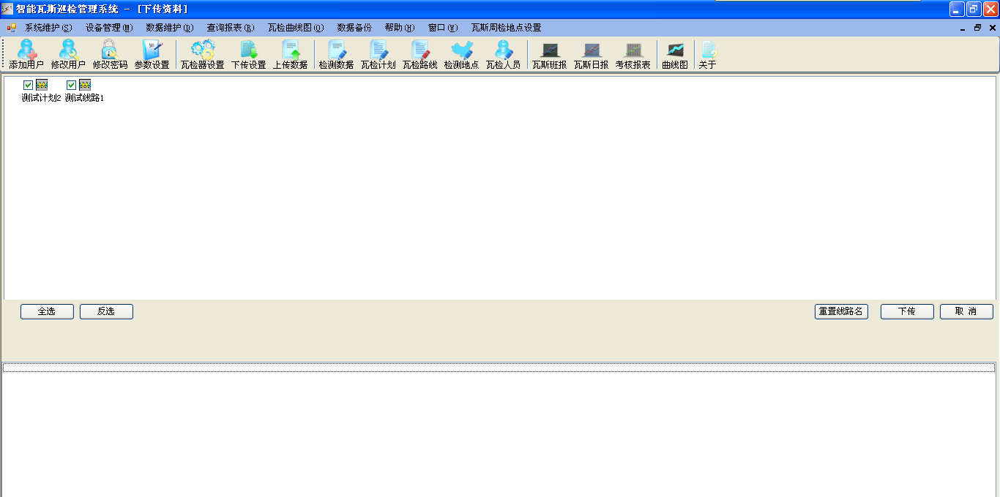 智能瓦斯巡检管理系统 - [下传资料]
系统维护(S) 设备管理(M) 数据维护(D) 查询报表(R) 瓦检曲线图(O) 数据备份 帮助(H) 窗口(W) 瓦斯周检地点设置
添加用户 修改用户 修改密码 参数设置 瓦检器设置 下传设置 上传数据 检测数据 瓦检计划 瓦检路线 检测地点 瓦检人员 瓦斯班报 瓦斯日报 考核报表 曲线图 关于
测试计划2 测试线路1
全选 反选 重置线路名 下传 取 消